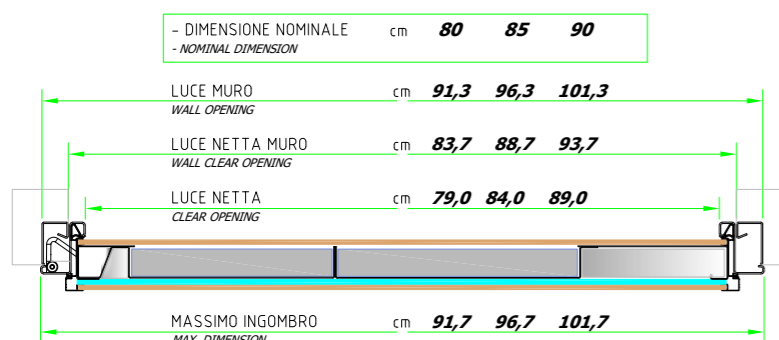 - DIMENSIONE NOMINALE cm 80 85 90
- NOMINAL DIMENSION
LUCE MURO cm 91,3 96,3 101,3
WALL OPENING
LUCE NETTA MURO cm 83,7 88,7 93,7
WALL CLEAR OPENING
LUCE NETTA cm 79,0 84,0 89,0
CLEAR OPENING
MASSIMO INGOMBRO cm 91,7 96,7 101,7
MAX. DIMENSION